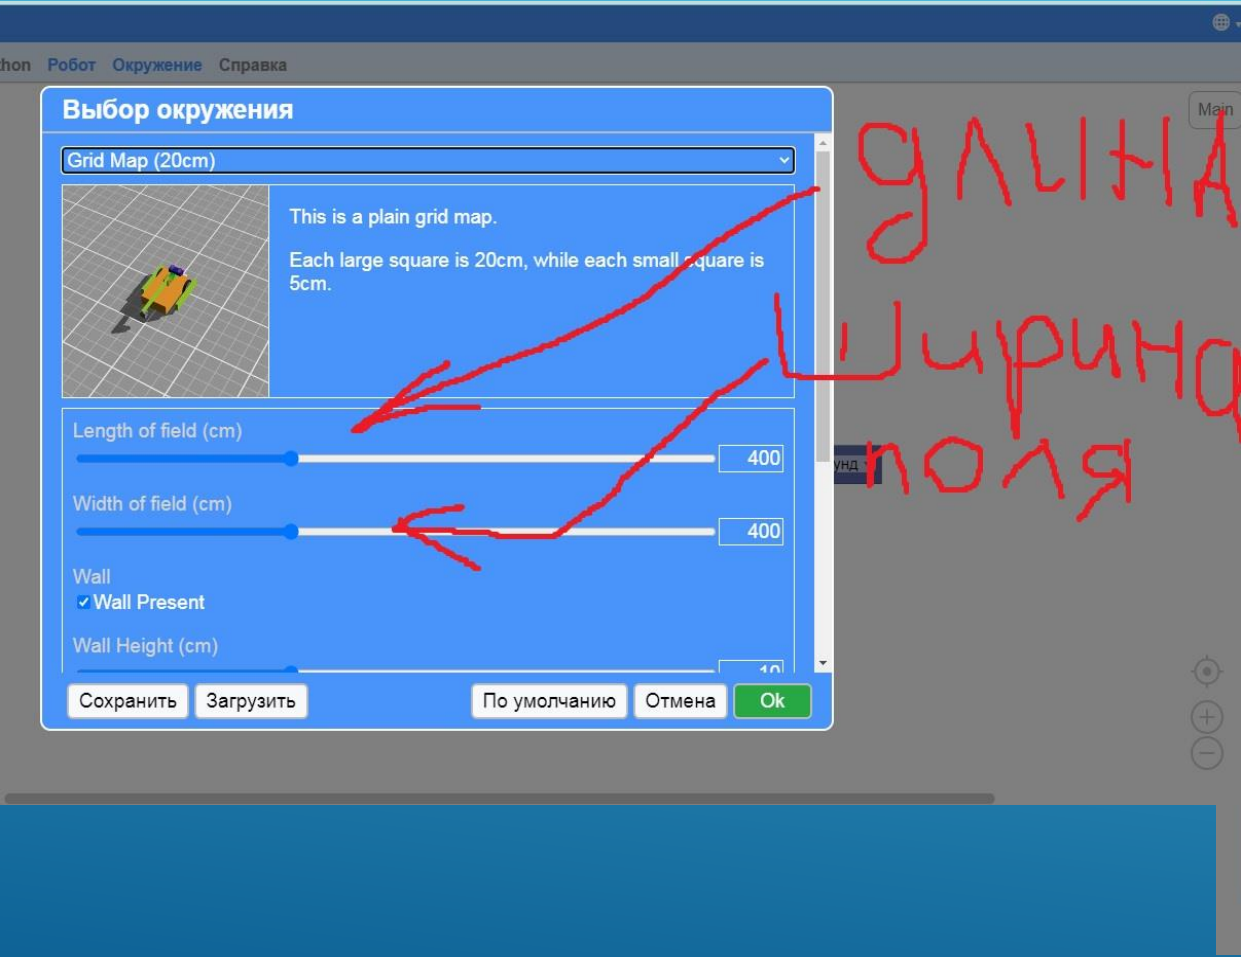 thon Робот Окружение Справка
Main
Выбор окружения
Grid Map (20cm)
This is a plain grid map.
Each large square is 20cm, while each small square is
5cm.
Length of field (cm)
400
Width of field (cm)
400
Wall
Wall Present
Wall Height (cm)
10
Сохранить Загрузить По умолчанию Отмена Ok
длина
ширина
поля